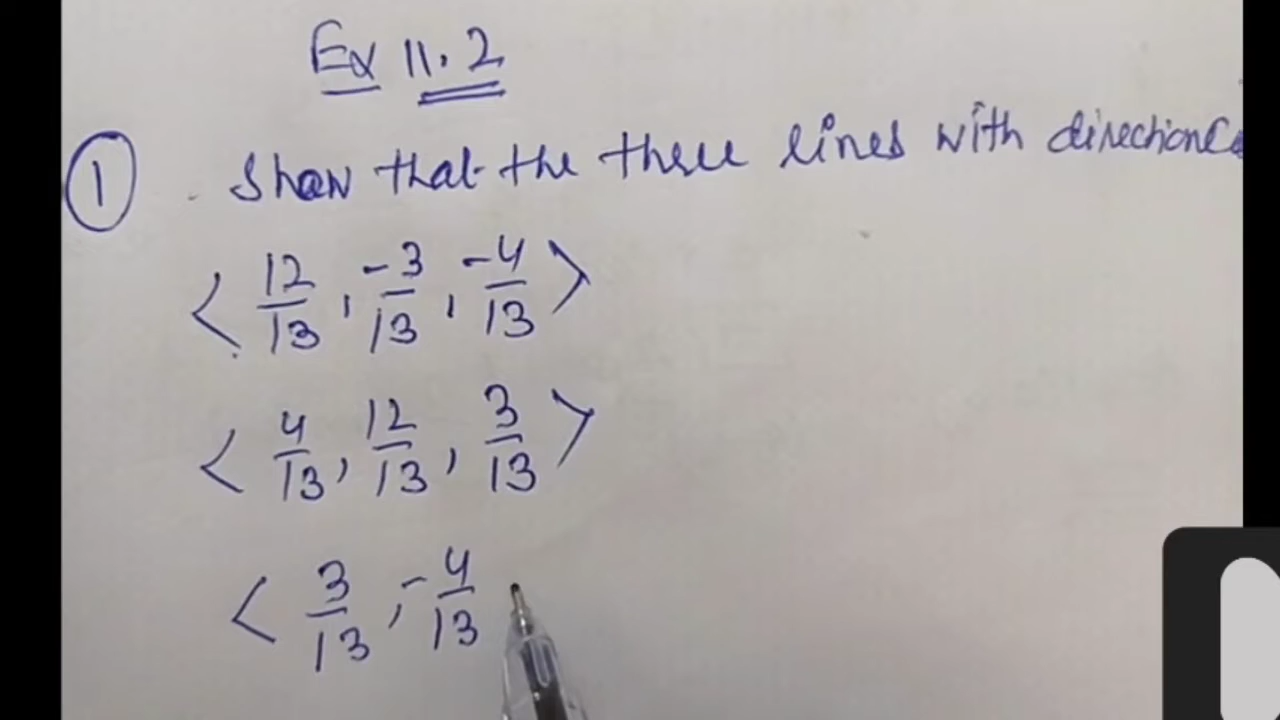 Ex 11.2
① Show that the three lines with direction
< 12/13, -3/13, -4/13 >
< 4/13, 12/13, 3/13 >
< 3/13, -4/13